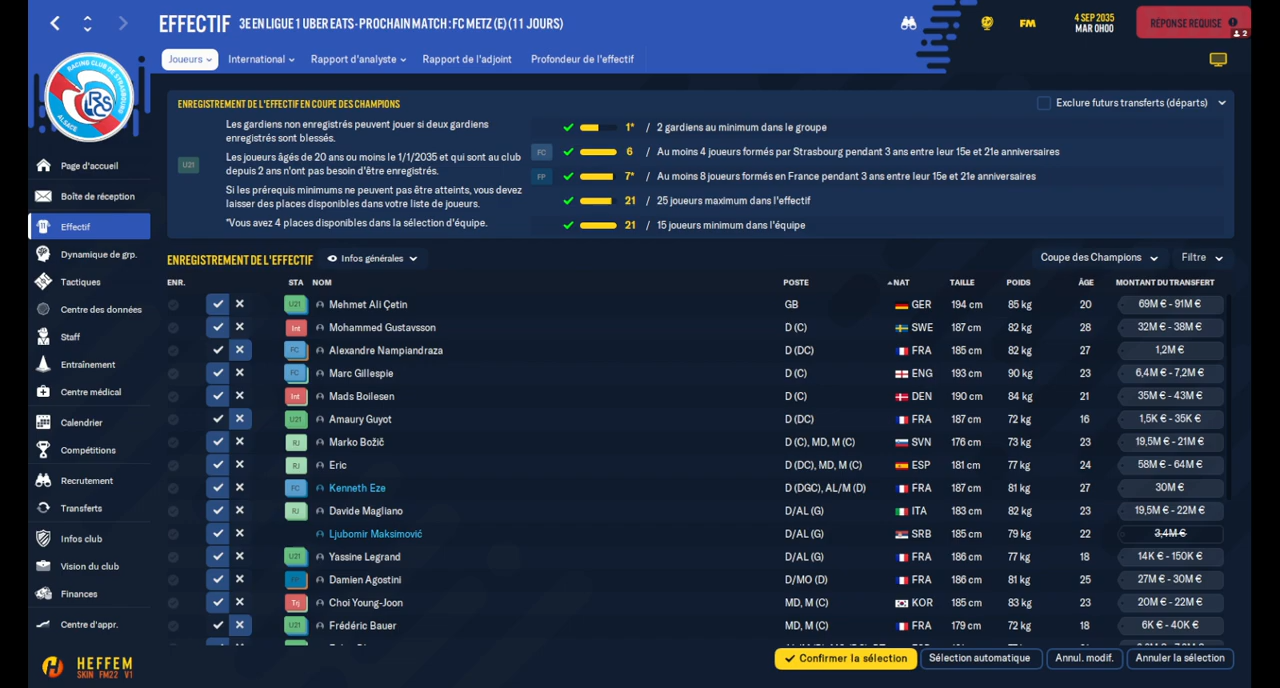 EFFECTIF 3E EN LIGUE 1 UBER EATS - PROCHAIN MATCH : FC METZ (E) (11 JOURS)
FM
4 SEP 2035
MAR 0H00
RÉPONSE REQUISE
2
Joueurs International Rapport d'analyste Rapport de l'adjoint Profondeur de l'effectif
RACING CLUB DE STRASBOURG
ALSACE
RCS
Page d'accueil
Boîte de réception
Effectif
Dynamique de grp.
Tactiques
Centre des données
Staff
Entraînement
Centre médical
Calendrier
Compétitions
Recrutement
Transferts
Infos club
Vision du club
Finances
Centre d'appr.
HEFFEM
SKIN FM22 V1
ENREGISTREMENT DE L'EFFECTIF EN COUPE DES CHAMPIONS
Exclure futurs transferts (départs)
Les gardiens non enregistrés peuvent jouer si deux gardiens
enregistrés sont blessés.
U21
Les joueurs âgés de 20 ans ou moins le 1/1/2035 et qui sont au club
depuis 2 ans n'ont pas besoin d'être enregistrés.
Si les prérequis minimums ne peuvent pas être atteints, vous devez
laisser des places disponibles dans votre liste de joueurs.
*Vous avez 4 places disponibles dans la sélection d'équipe.
1* / 2 gardiens au minimum dans le groupe
FC 6 / Au moins 4 joueurs formés par Strasbourg pendant 3 ans entre leur 15e et 21e anniversaires
FP 7* / Au moins 8 joueurs formés en France pendant 3 ans entre leur 15e et 21e anniversaires
21 / 25 joueurs maximum dans l'effectif
21 / 15 joueurs minimum dans l'équipe
ENREGISTREMENT DE L'EFFECTIF Infos générales Coupe des Champions Filtre
ENR. STA NOM POSTE NAT TAILLE POIDS ÂGE MONTANT DU TRANSFERT
U21 Mehmet Ali Çetin GB GER 194 cm 85 kg 20 69M € - 91M €
Int Mohammed Gustavsson D (C) SWE 187 cm 82 kg 28 32M € - 38M €
FC Alexandre Nampiandraza D (DC) FRA 185 cm 82 kg 27 1,2M €
FC Marc Gillespie D (C) ENG 193 cm 90 kg 23 6,4M € - 7,2M €
Int Mads Boilesen D (C) DEN 190 cm 84 kg 21 35M € - 43M €
U21 Amaury Guyot D (DC) FRA 187 cm 72 kg 16 1,5K € - 35K €
RJ Marko Božič D (C), MD, M (C) SVN 176 cm 73 kg 23 19,5M € - 21M €
RJ Eric D (DC), MD, M (C) ESP 181 cm 77 kg 24 58M € - 64M €
FC Kenneth Eze D (DGC), AL/M (D) FRA 187 cm 81 kg 27 30M €
RJ Davide Magliano D/AL (G) ITA 183 cm 82 kg 23 19,5M € - 22M €
Ljubomir Maksimović D/AL (G) SRB 185 cm 79 kg 22 3,4M €
U21 Yassine Legrand D/AL (G) FRA 186 cm 77 kg 18 14K € - 150K €
FP Damien Agostini D/MO (D) FRA 186 cm 81 kg 25 27M € - 30M €
Trj Choi Young-Joon MD, M (C) KOR 185 cm 83 kg 23 20M € - 22M €
U21 Frédéric Bauer MD, M (C) FRA 179 cm 72 kg 18 6K € - 40K €
Confirmer la sélection Sélection automatique Annul. modif. Annuler la sélection